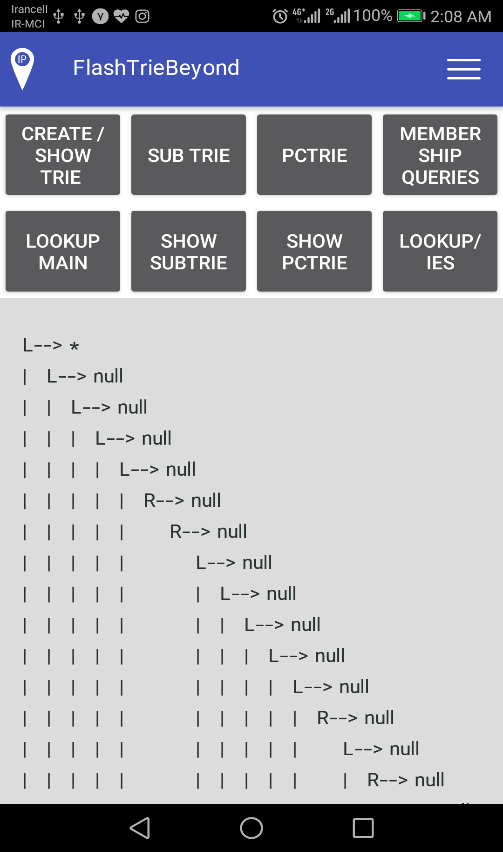 Irancell
IR-MCI
4G+ 2G 100% 2:08 AM
IP
FlashTrieBeyond
CREATE / SHOW TRIE
SUB TRIE
PCTRIE
MEMBER SHIP QUERIES
LOOKUP MAIN
SHOW SUBTRIE
SHOW PCTRIE
LOOKUP/ IES
L--> *
| L--> null
| | L--> null
| | | L--> null
| | | | L--> null
| | | | | R--> null
| | | | |   R--> null
| | | | |     L--> null
| | | | |     | L--> null
| | | | |     | | L--> null
| | | | |     | | | L--> null
| | | | |     | | | | L--> null
| | | | |     | | | | | R--> null
| | | | |     | | | | |   L--> null
| | | | |     | | | | |   | R--> null